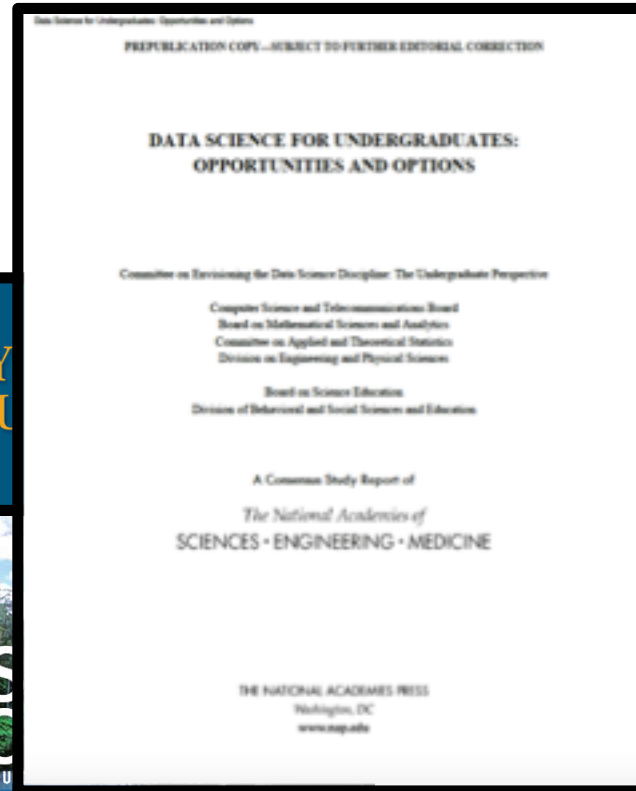 Data Science for Undergraduates: Opportunities and Options
PREPUBLICATION COPY—SUBJECT TO FURTHER EDITORIAL CORRECTION
DATA SCIENCE FOR UNDERGRADUATES:
OPPORTUNITIES AND OPTIONS
Committee on Envisioning the Data Science Discipline: The Undergraduate Perspective
Computer Science and Telecommunications Board
Board on Mathematical Sciences and Analytics
Committee on Applied and Theoretical Statistics
Division on Engineering and Physical Sciences
Board on Science Education
Division of Behavioral and Social Sciences and Education
A Consensus Study Report of
The National Academies of
SCIENCES • ENGINEERING • MEDICINE
THE NATIONAL ACADEMIES PRESS
Washington, DC
www.nap.edu
Y
U
S
U